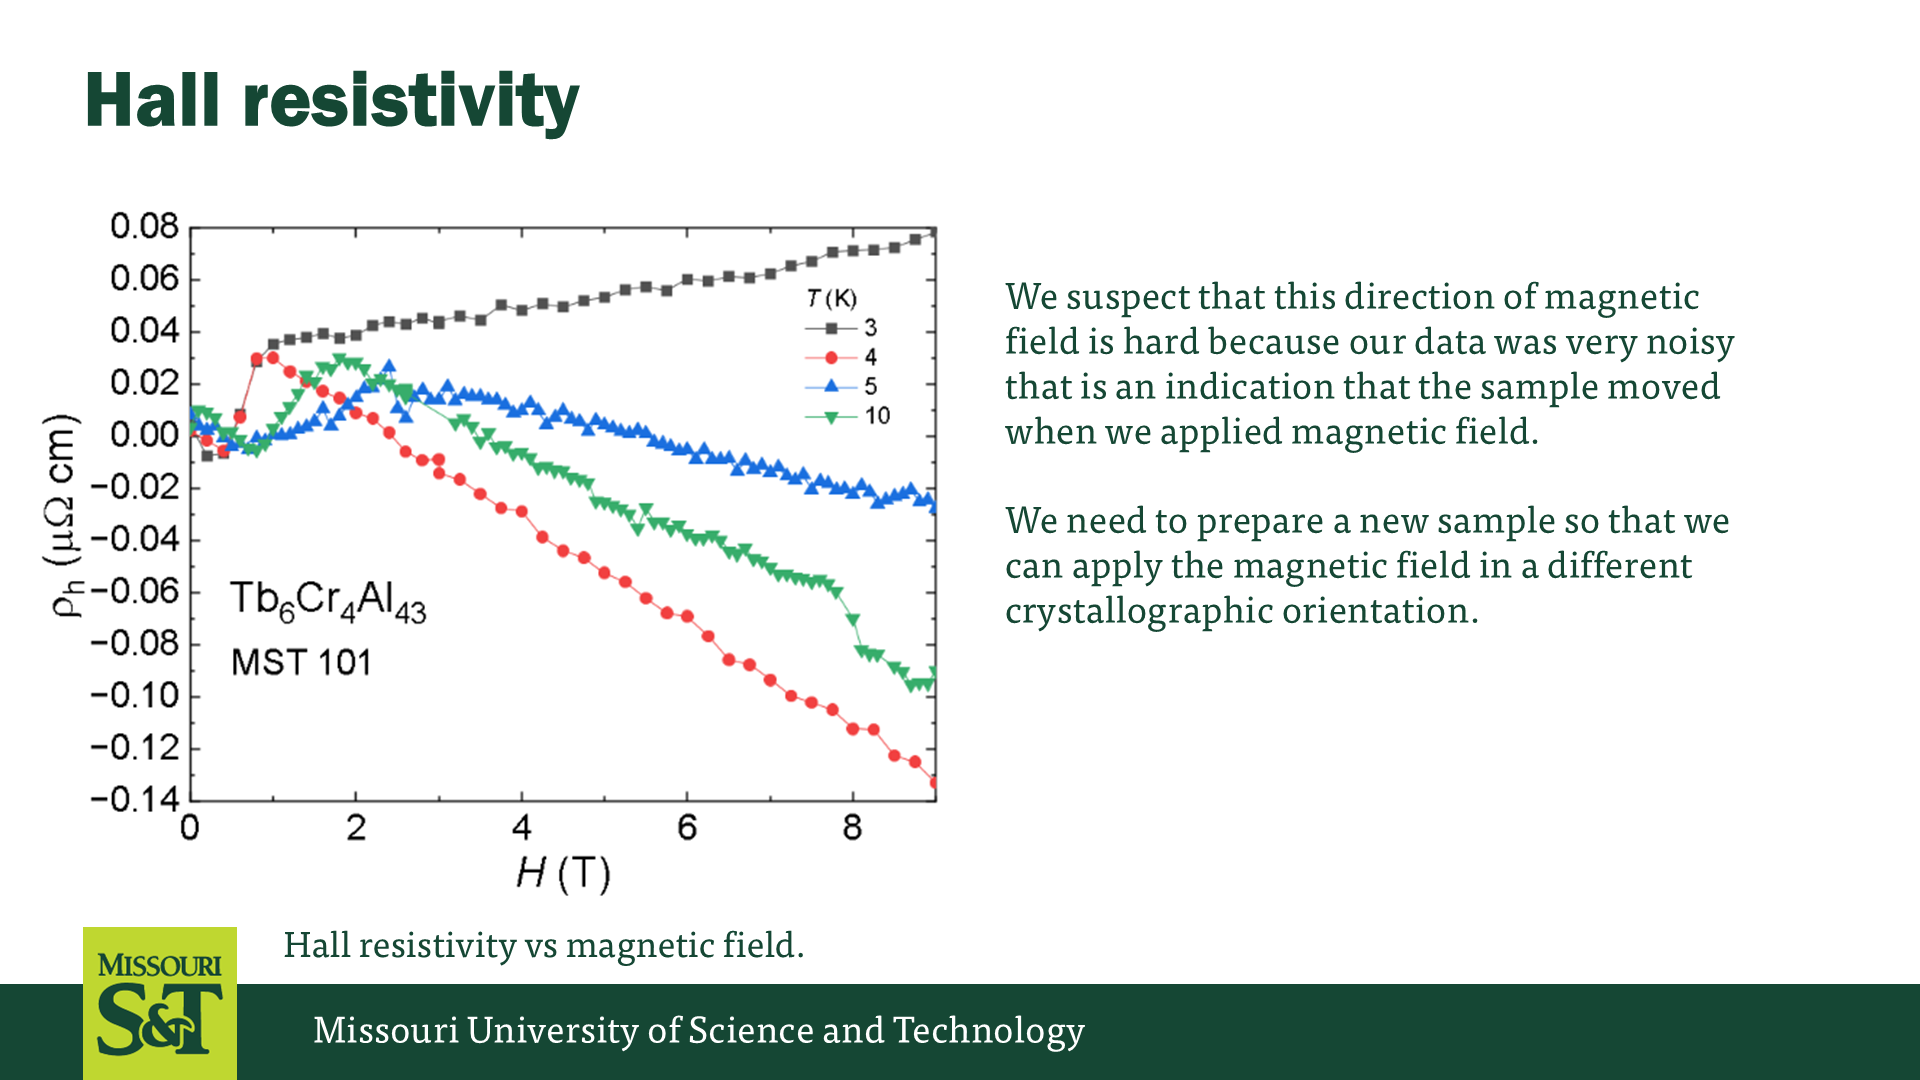 Hall resistivity
0.08
0.06
0.04
0.02
0.00
−0.02
−0.04
−0.06
−0.08
−0.10
−0.12
−0.14
ρh (μΩ cm)
T (K)
3
4
5
10
Tb6Cr4Al43
MST 101
0 2 4 6 8
H (T)
We suspect that this direction of magnetic
field is hard because our data was very noisy
that is an indication that the sample moved
when we applied magnetic field.
We need to prepare a new sample so that we
can apply the magnetic field in a different
crystallographic orientation.
Hall resistivity vs magnetic field.
MISSOURI
S&T
Missouri University of Science and Technology